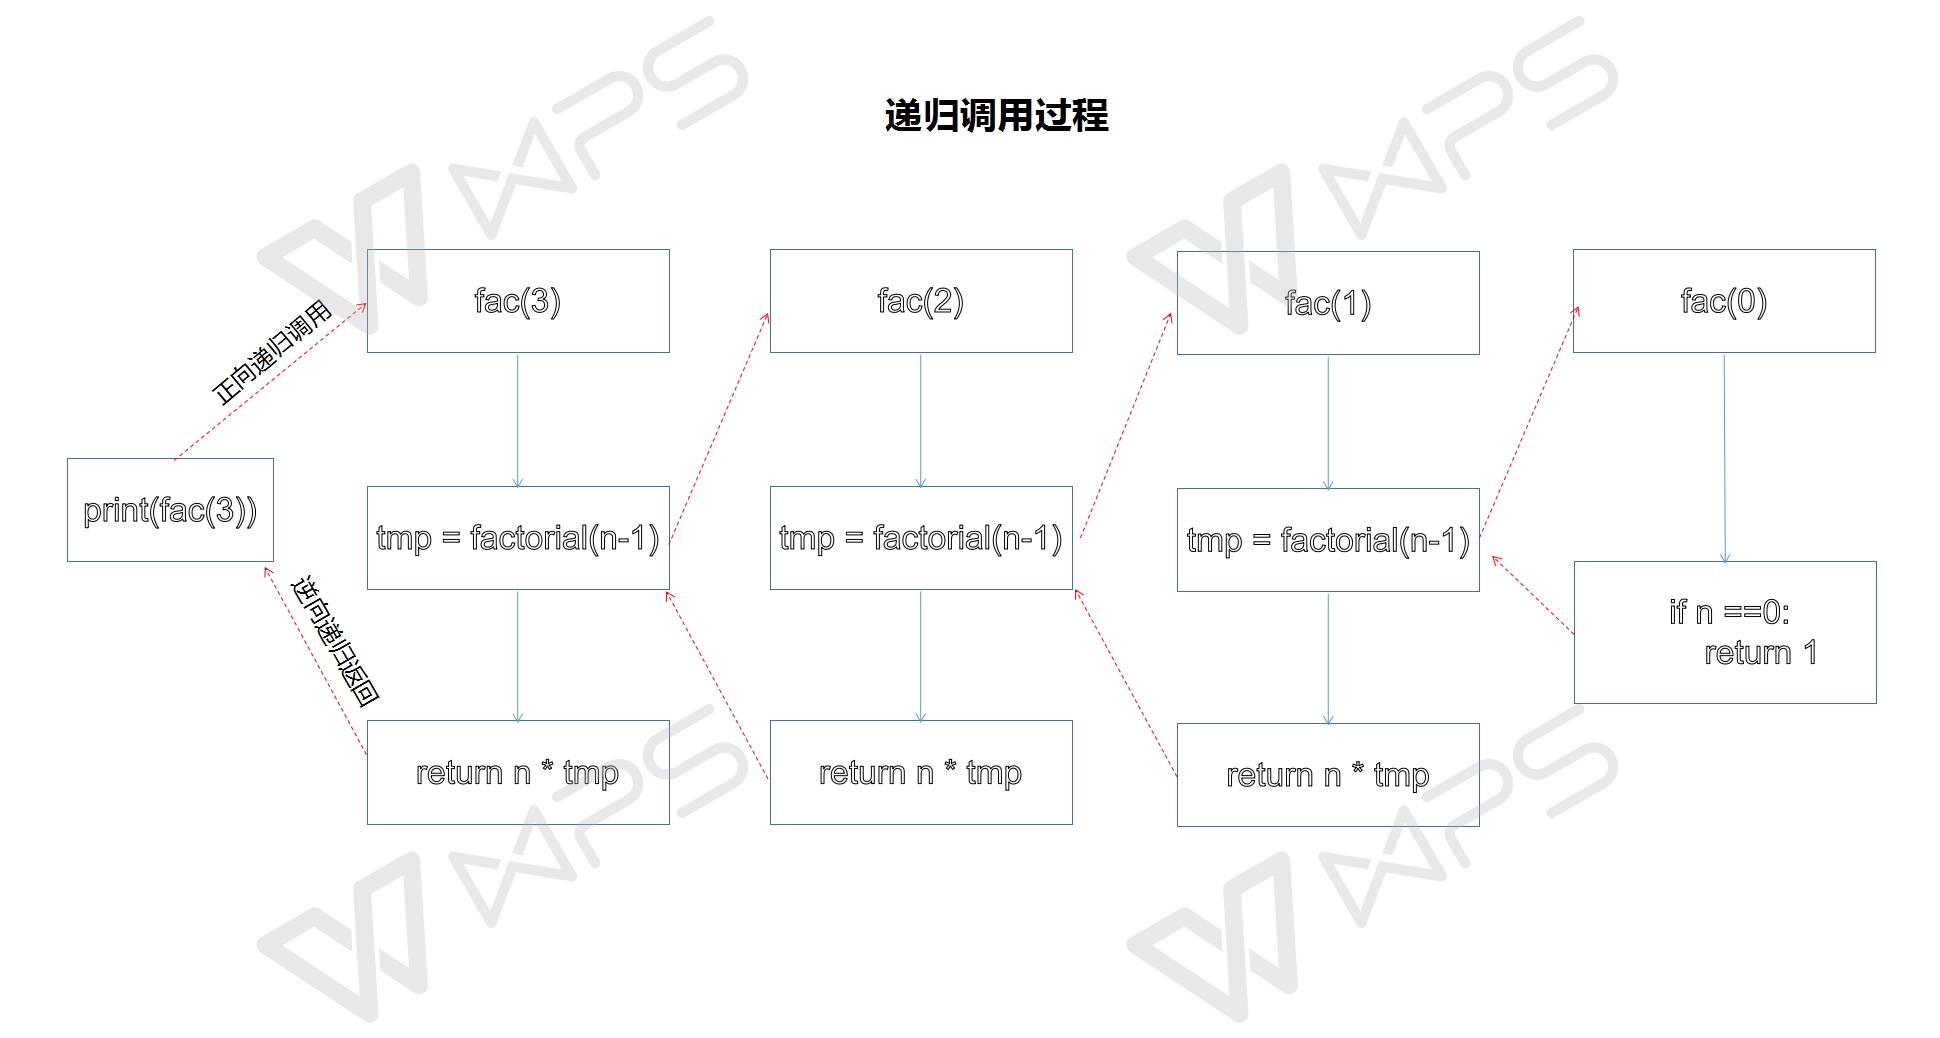 递归调用过程
fac(3)
fac(2)
fac(1)
fac(0)
正向递归调用
print(fac(3))
tmp = factorial(n-1)
tmp = factorial(n-1)
tmp = factorial(n-1)
if n ==0:
return 1
逆向递归返回
return n * tmp
return n * tmp
return n * tmp
WPS
WPS
WPS
WPS